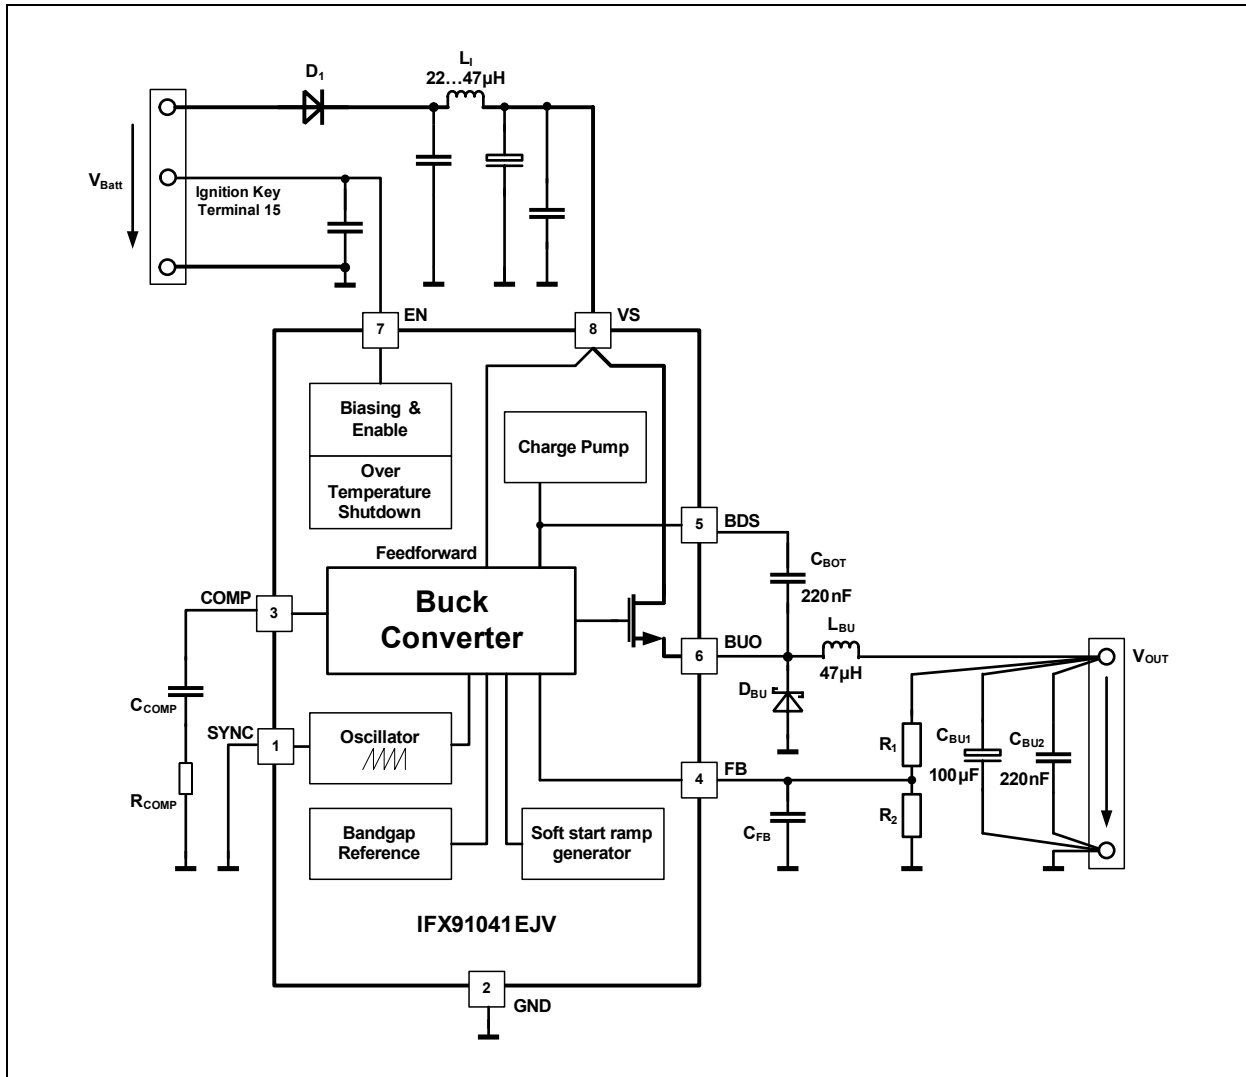 D1
LI
22...47µH
VBatt
Ignition Key
Terminal 15
EN
VS
7
8
Biasing & Enable
Over
Temperature
Shutdown
Charge Pump
Feedforward
5
BDS
CBOT
220nF
COMP
3
Buck
Converter
6
BUO
LBU
47µH
VOUT
DBU
CCOMP
SYNC
1
Oscillator
R1
CBU1
100µF
CBU2
220nF
4
FB
RCOMP
R2
CFB
Bandgap
Reference
Soft start ramp
generator
IFX91041EJV
2
GND